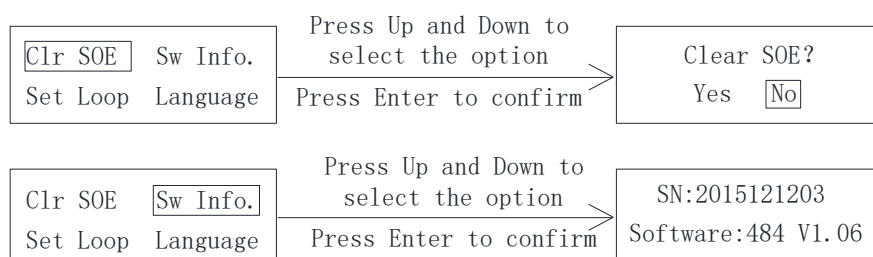 Press Up and Down to
select the option
Press Enter to confirm
Clr SOE Sw Info.
Set Loop Language
Clear SOE?
Yes No
Press Up and Down to
select the option
Press Enter to confirm
Clr SOE Sw Info.
Set Loop Language
SN:2015121203
Software:484 V1.06